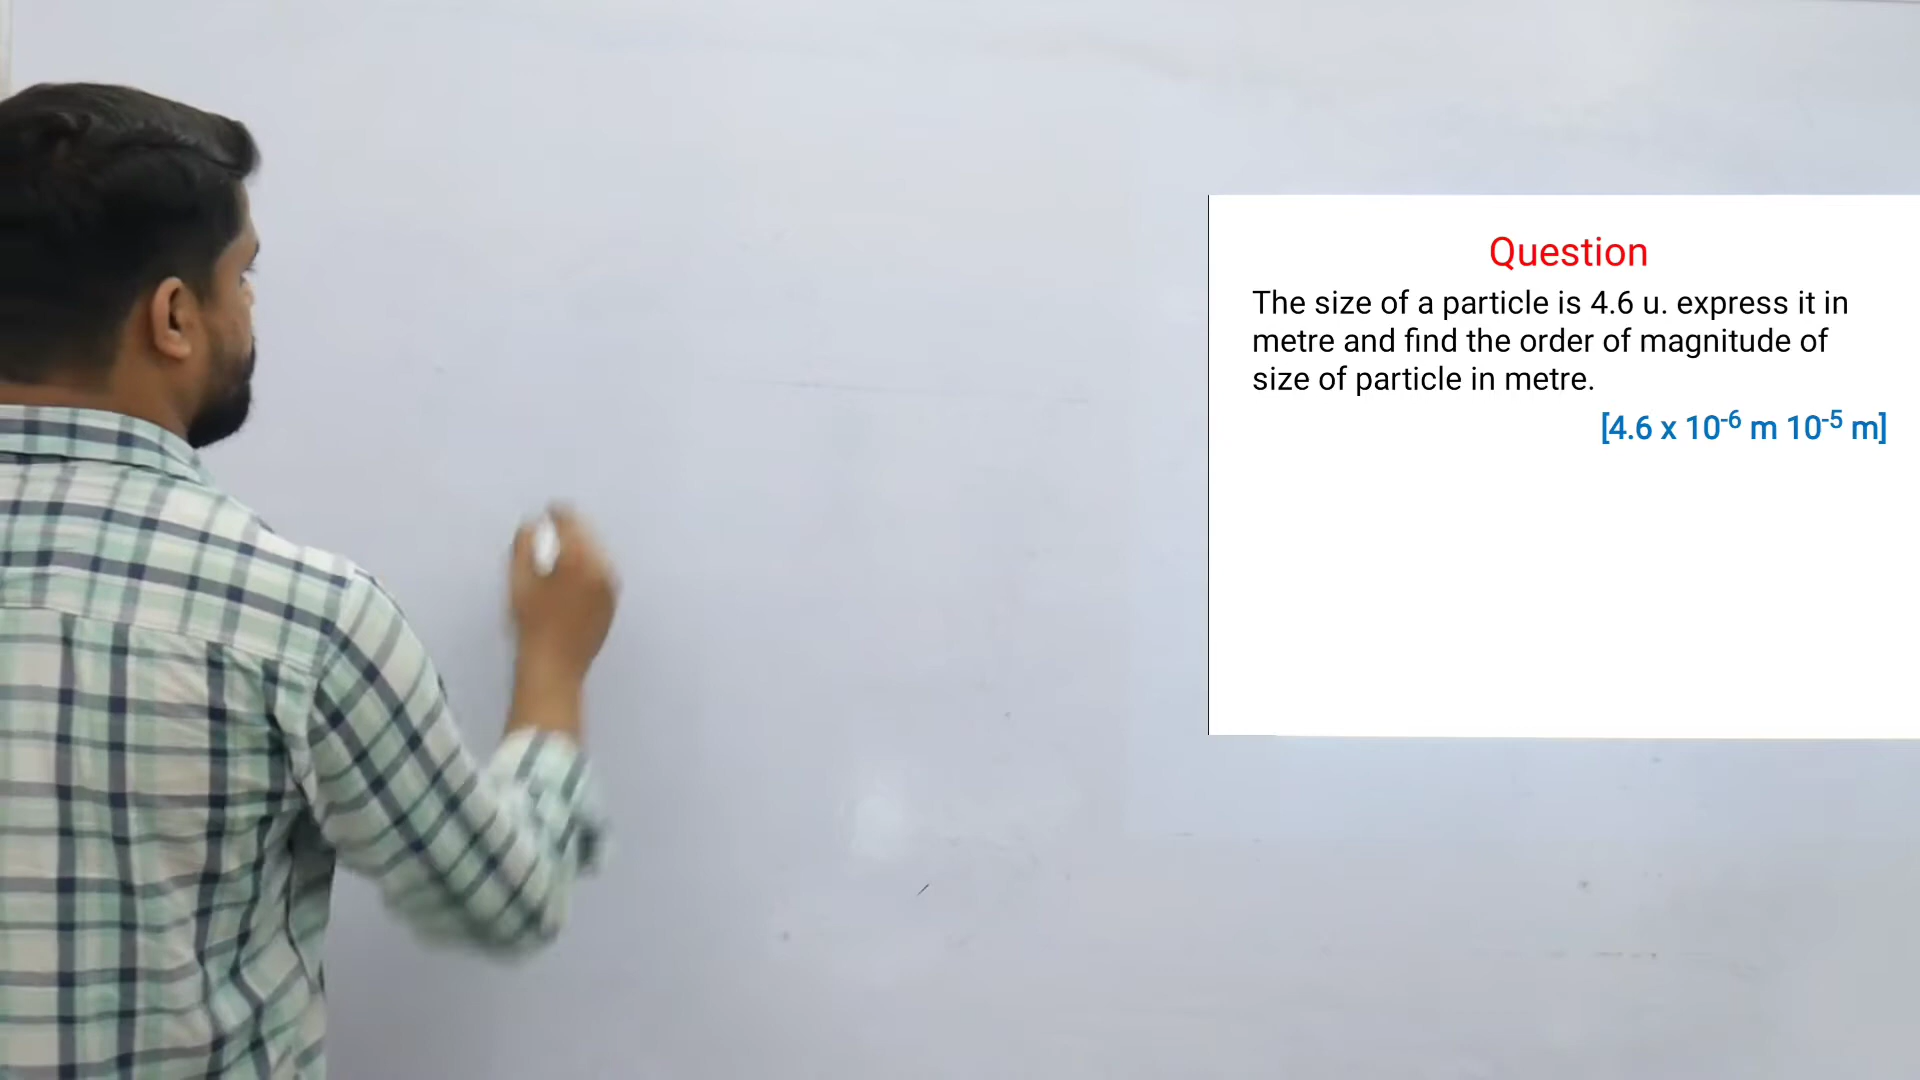 Question
The size of a particle is 4.6 u. express it in
metre and find the order of magnitude of
size of particle in metre.
[4.6 x 10⁻⁶ m 10⁻⁵ m]